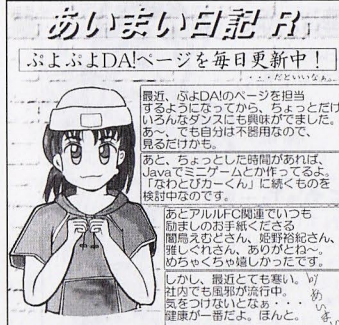 あいまい日記 R
ぷよぷよDA!ページを毎日更新中！
・・・だといいなぁ。
最近、ぷよDA!のページを担当
するようになってから、ちょっとだけ
いろんなダンスにも興味がでました。
あ〜、でも自分は不器用なので、
見るだけかも。
あと、ちょっとした時間があれば、
Javaでミニゲームとか作ってるよ。
「なわとびカーくん」に続くものを
検討中なのです。
あとアルルFC関連でいつも
励ましのお手紙くださる
闇鳥えむどさん、姫野裕紀さん、
雅しぐれさん、ありがとね〜。
めちゃくちゃ嬉しかったです。
しかし、最近とても寒い。
社内でも風邪が流行中。
気をつけないとなぁ・・・
健康が一番だよ。ほんと。
by
あいまい